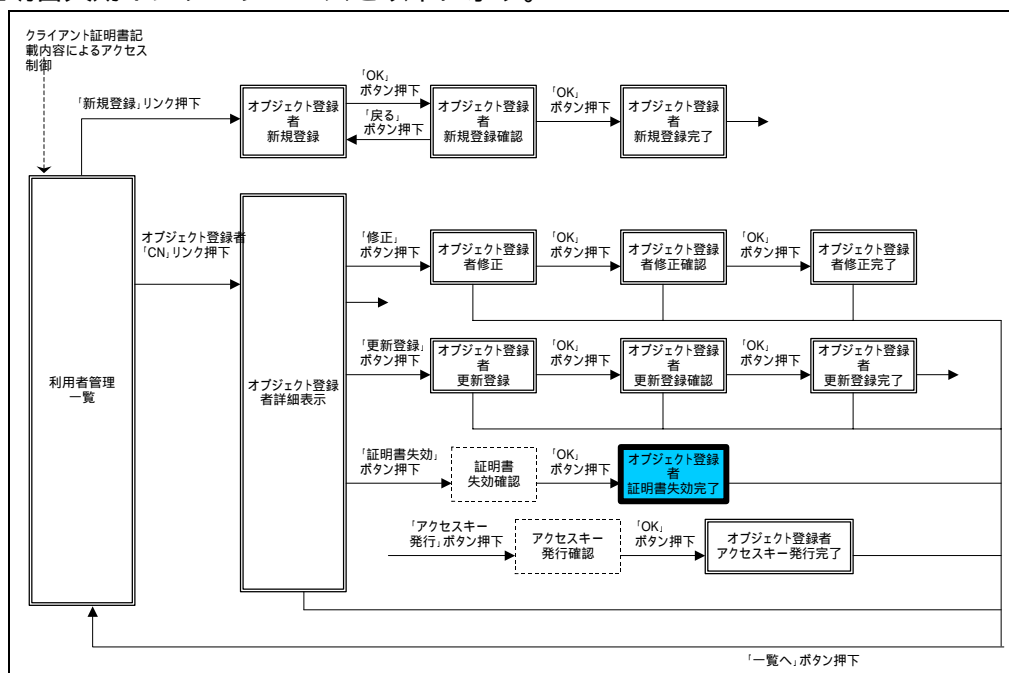 クライアント証明書記
載内容によるアクセス
制御
「新規登録」リンク押下
オブジェクト登録
者
新規登録
「OK」
ボタン押下
「戻る」
ボタン押下
オブジェクト登録
者
新規登録確認
「OK」
ボタン押下
オブジェクト登録
者
新規登録完了
利用者管理
一覧
オブジェクト登録者
「CN」リンク押下
オブジェクト登録
者詳細表示
「修正」
ボタン押下
オブジェクト登録
者修正
「OK」
ボタン押下
オブジェクト登録
者修正確認
「OK」
ボタン押下
オブジェクト登録
者修正完了
「更新登録」
ボタン押下
オブジェクト登録
者
更新登録
「OK」
ボタン押下
オブジェクト登録
者
更新登録確認
「OK」
ボタン押下
オブジェクト登録
者
更新登録完了
「証明書失効」
ボタン押下
証明書
失効確認
「OK」
ボタン押下
オブジェクト登録
者
証明書失効完了
「アクセスキー
発行」ボタン押下
アクセスキー
発行確認
「OK」
ボタン押下
オブジェクト登録者
アクセスキー発行完了
「一覧へ」ボタン押下